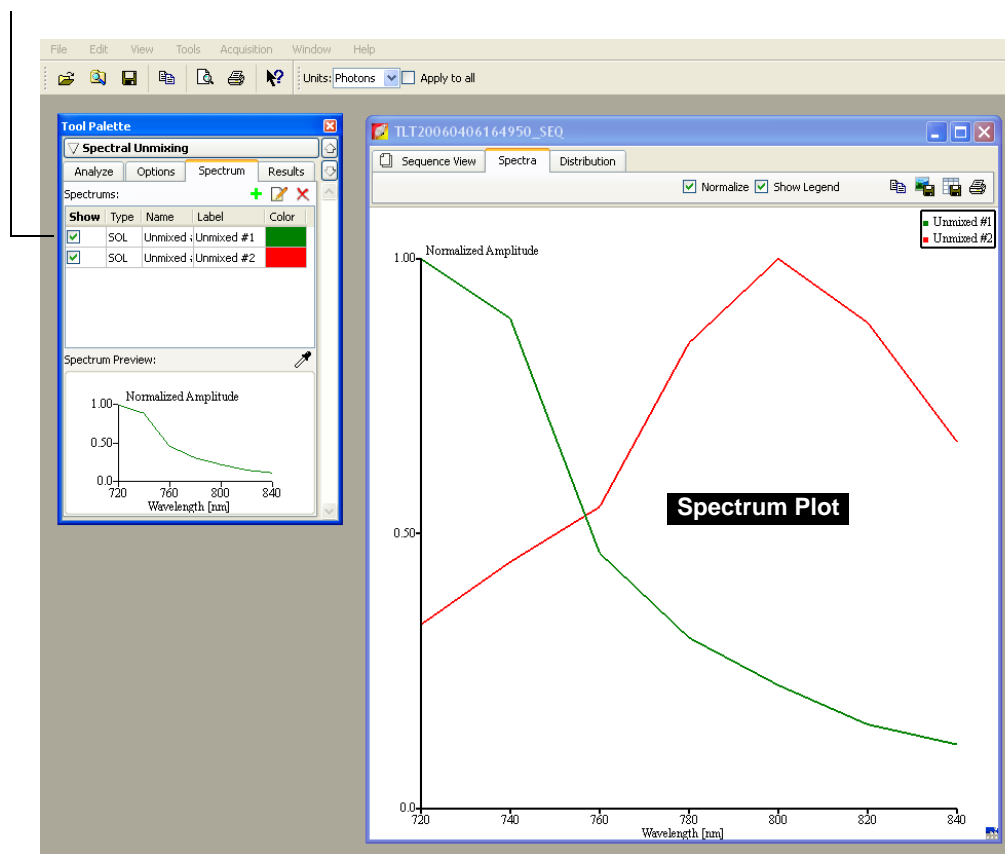 File Edit View Tools Acquisition Window Help
Units: Photons Apply to all
Tool Palette
Spectral Unmixing
Analyze Options Spectrum Results
Spectrums:
Show Type Name Label Color
SOL Unmixed Unmixed #1
SOL Unmixed Unmixed #2
Spectrum Preview:
Normalized Amplitude
1.00
0.50
0.0
720 760 800 840
Wavelength [nm]
TLT20060406164950_SEQ
Sequence View Spectra Distribution
Normalize Show Legend
Unmixed #1
Unmixed #2
Normalized Amplitude
1.00
Spectrum Plot
0.50
0.0
720 740 760 780 800 820 840
Wavelength [nm]